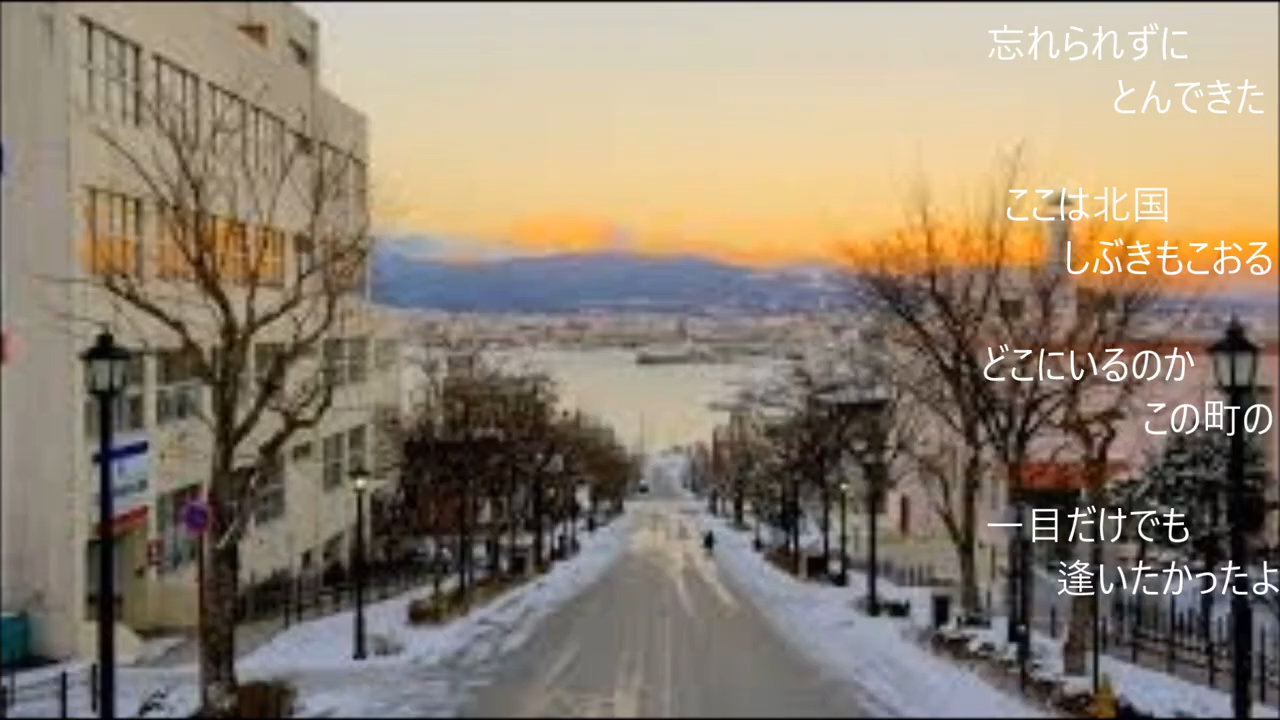 忘れられずに
とんできた
ここは北国
しぶきもこおる
どこにいるのか
この町の
一目だけでも
逢いたかったよ